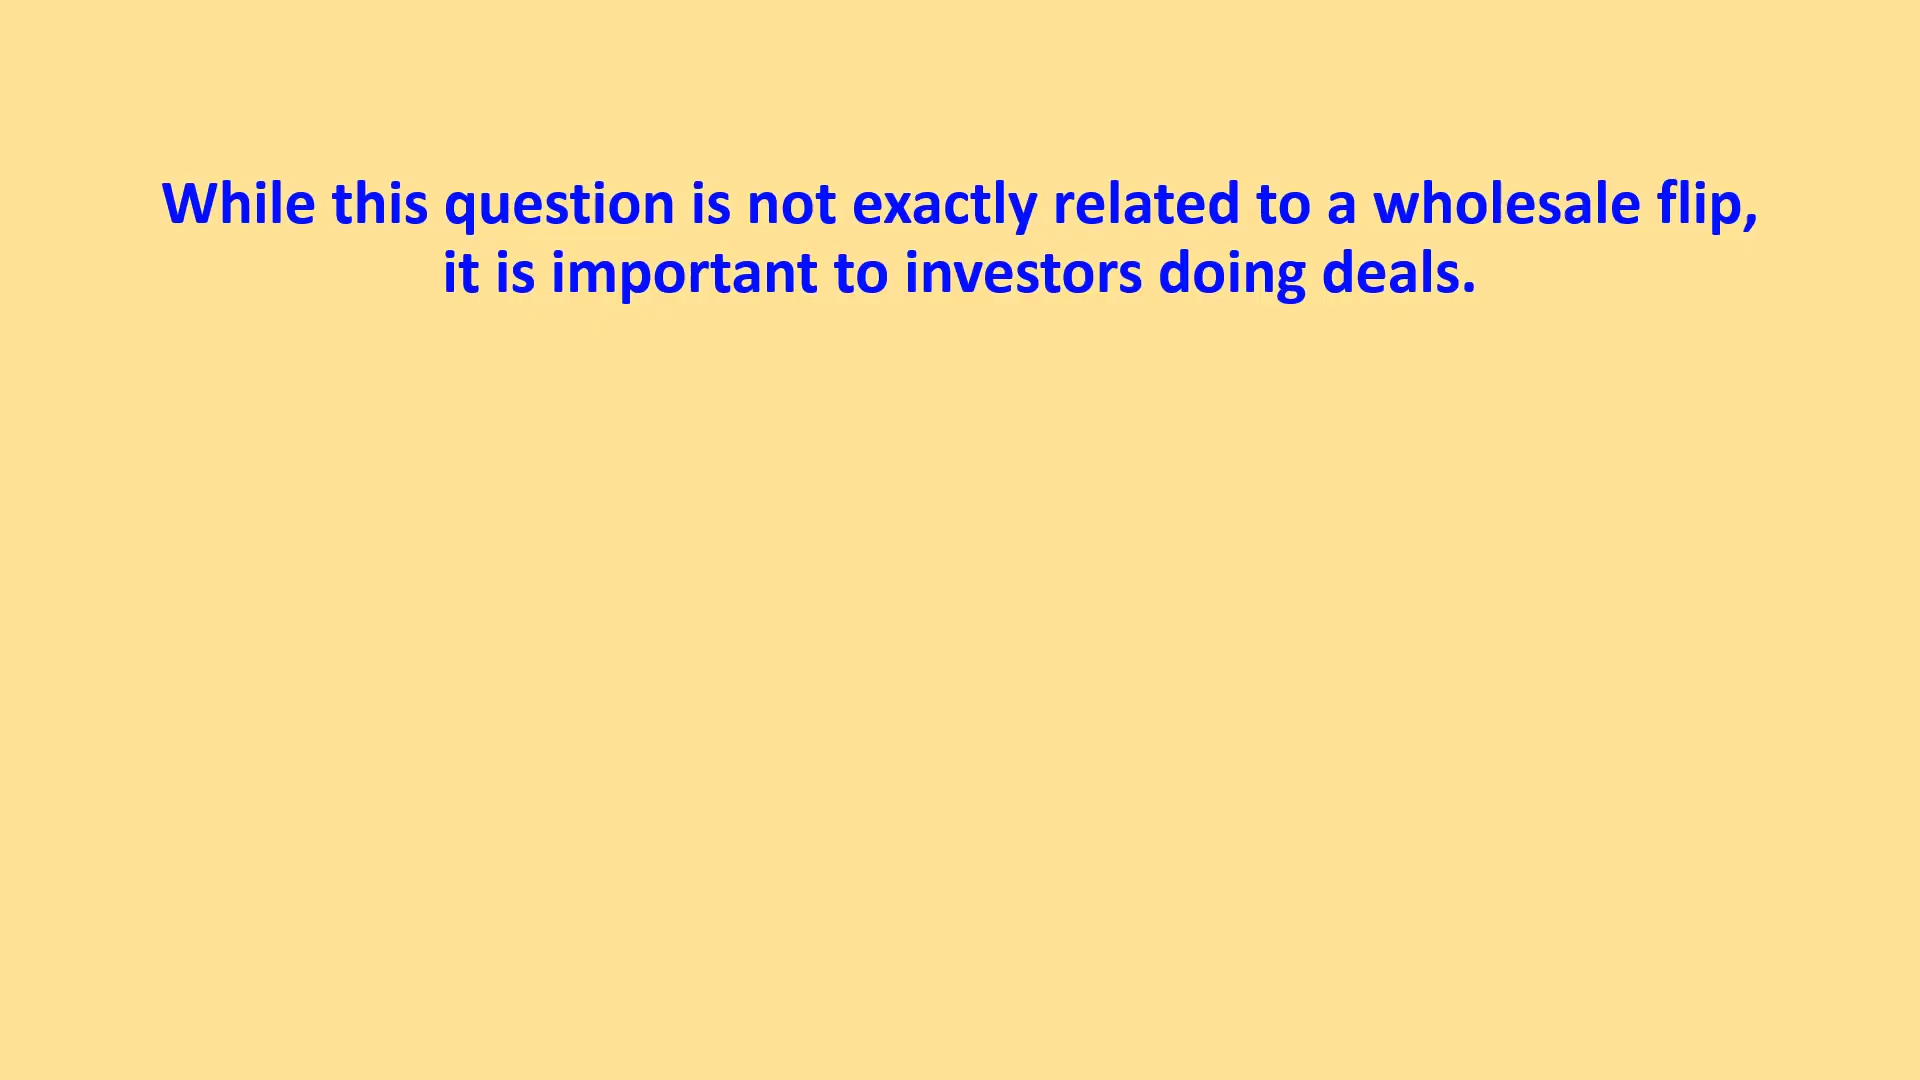 While this question is not exactly related to a wholesale flip,
it is important to investors doing deals.